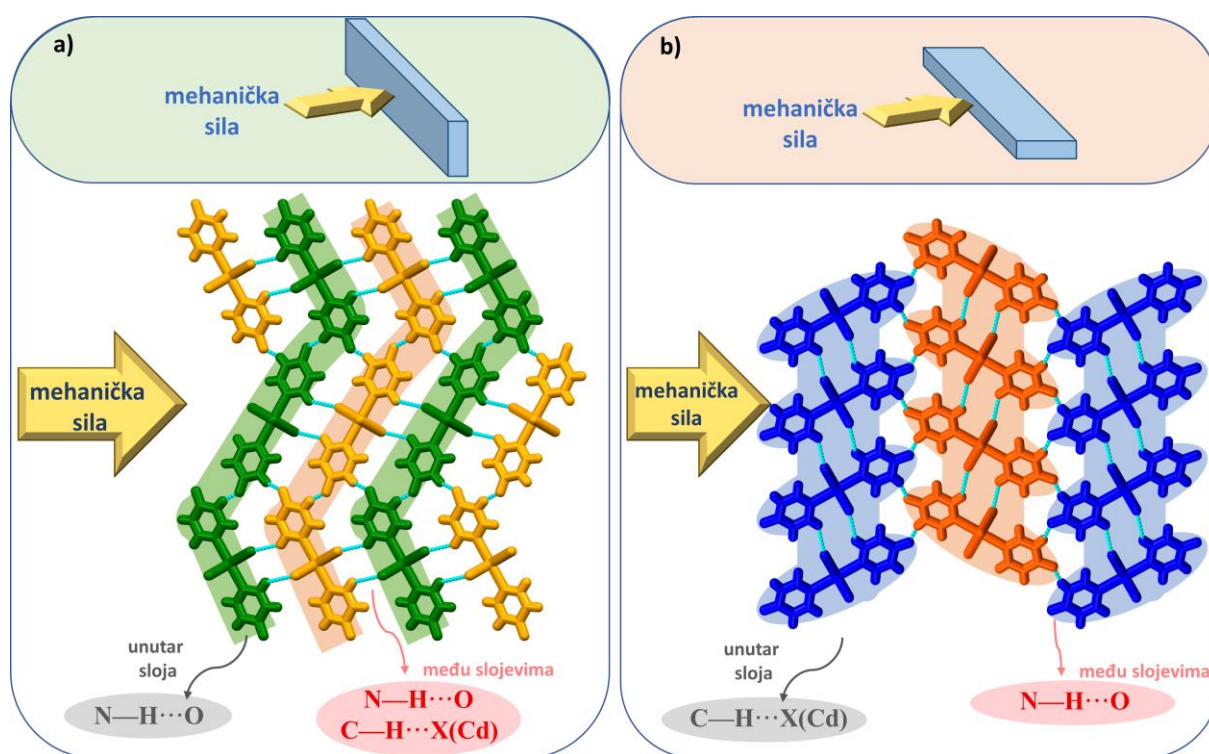 a)
mehanička
sila
mehanička
sila
unutar
sloja
N—H···O
među slojevima
N—H···O
C—H···X(Cd)
b)
mehanička
sila
mehanička
sila
unutar
sloja
C—H···X(Cd)
među slojevima
N—H···O